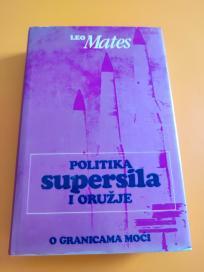 LEO
Mates
POLITIKA
supersila
I ORUŽJE
O GRANICAMA MOĆI